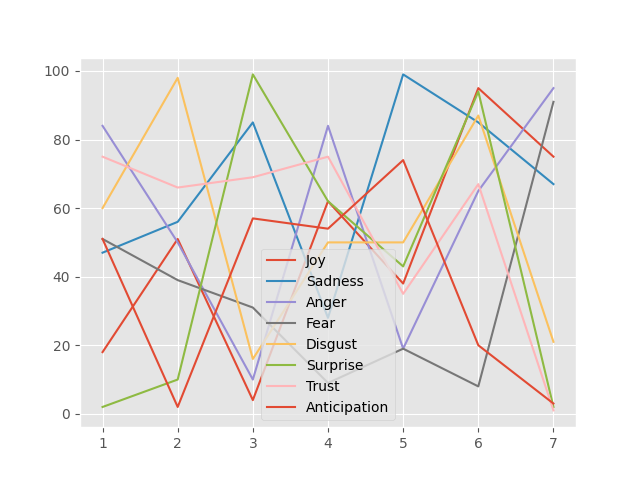 100
80
60
40
20
0
Joy
Sadness
Anger
Fear
Disgust
Surprise
Trust
Anticipation
1 2 3 4 5 6 7